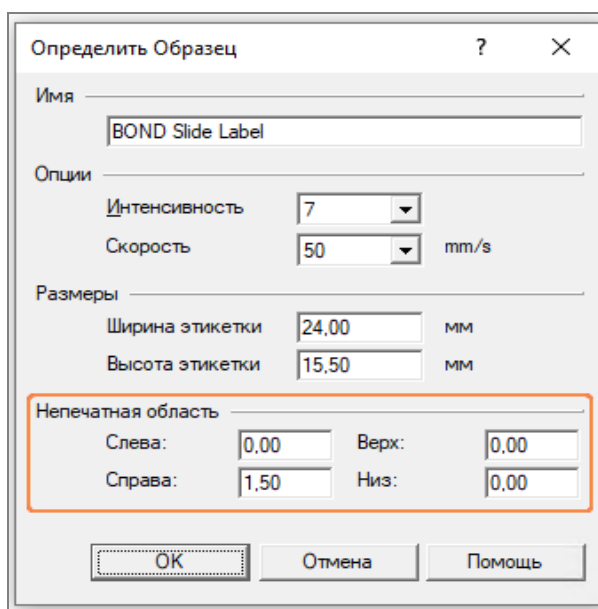 Определить Образец ? ×
Имя
BOND Slide Label
Опции
Интенсивность 7
Скорость 50 mm/s
Размеры
Ширина этикетки 24,00 мм
Высота этикетки 15,50 мм
Непечатная область
Слева: 0,00 Верх: 0,00
Справа: 1,50 Низ: 0,00
OK Отмена Помощь